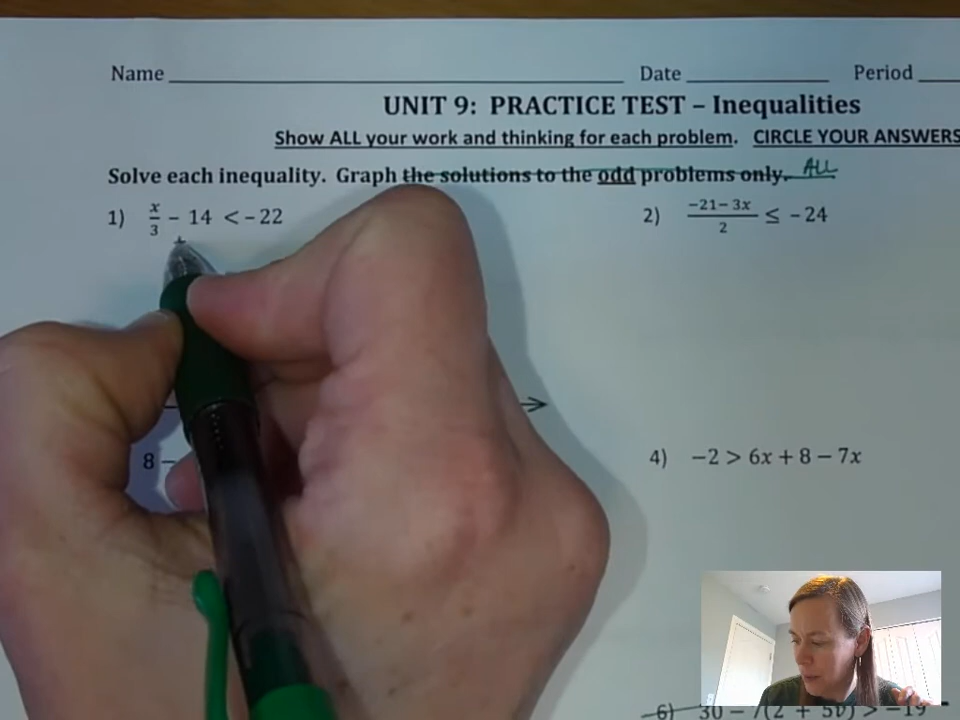 Name Date Period
UNIT 9: PRACTICE TEST – Inequalities
Show ALL your work and thinking for each problem. CIRCLE YOUR ANSWERS
Solve each inequality. Graph the solutions to the odd problems only. ALL
1) x/3 − 14 < −22
2) (−21−3x)/2 ≤ −24
+
8 −
4) −2 > 6x + 8 − 7x
6) 30 − 7(2 + 5v) > −19